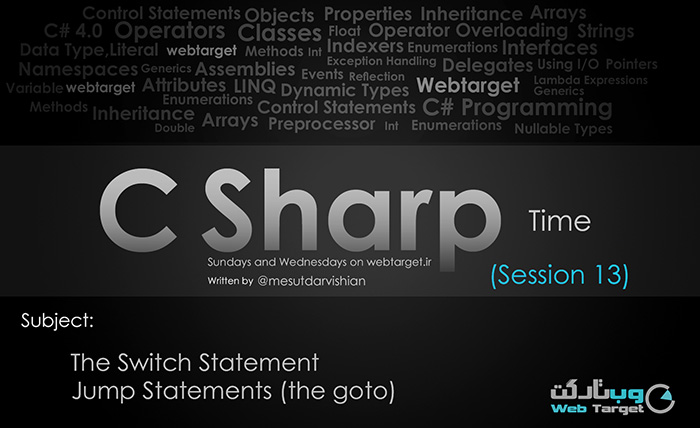 Control Statements Objects Properties Inheritance Arrays
C# 4.0 Operators Classes Float Operator Overloading Strings
Data Type,Literal webtarget Methods Int Indexers Enumerations Interfaces
Namespaces Generics Assemblies Events Exception Handling Delegates Using I/O Pointers
Variable webtarget Attributes LINQ Dynamic Types Reflection Webtarget Lambda Expressions Generics
Methods Inheritance Enumerations Control Statements C# Programming
Double Arrays Preprocessor Int Enumerations Nullable Types
C Sharp Time
Sundays and Wednesdays on webtarget.ir
Written by @mesutdarvishian
(Session 13)
Subject:
The Switch Statement
Jump Statements (the goto)
وب تارگت
Web Target